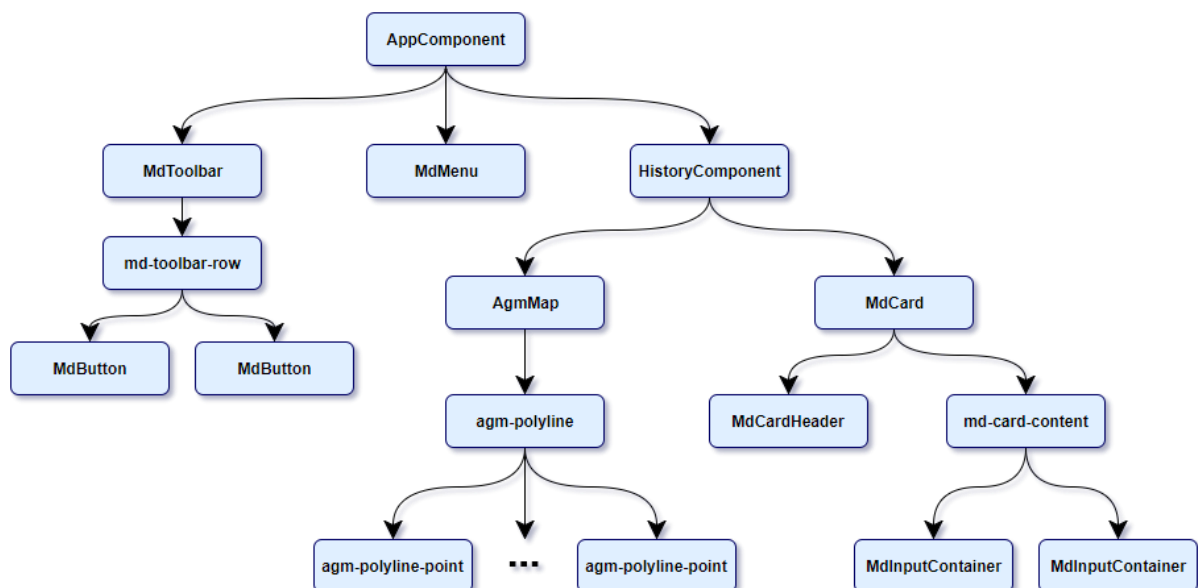 AppComponent
MdToolbar
MdMenu
HistoryComponent
md-toolbar-row
AgmMap
MdCard
MdButton
MdButton
agm-polyline
MdCardHeader
md-card-content
agm-polyline-point
...
agm-polyline-point
MdInputContainer
MdInputContainer